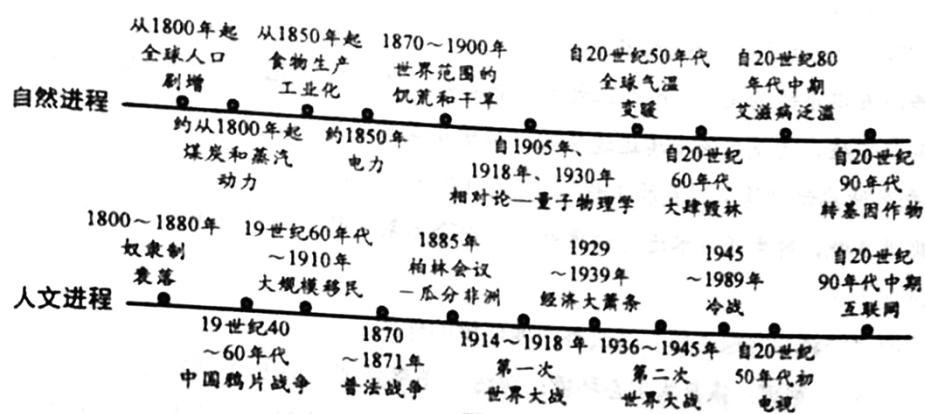 从1800年起
全球人口
剧增
从1850年起
食物生产
工业化
1870～1900年
世界范围的
饥荒和干旱
自20世纪50年代
全球气温
变暖
自20世纪80
年代中期
艾滋病泛滥
自然进程
约从1800年起
煤炭和蒸汽
动力
约1850年
电力
自1905年、
1918年、1930年
相对论—量子物理学
自20世纪
60年代
大肆毁林
自20世纪
90年代
转基因作物
1800～1880年
奴隶制
衰落
19世纪60年代
～1910年
大规模移民
1885年
柏林会议
－瓜分非洲
1929
～1939年
经济大萧条
1945
～1989年
冷战
自20世纪
90年代中期
互联网
人文进程
19世纪40
～60年代
中国鸦片战争
1870
～1871年
普法战争
1914～1918年
第一次
世界大战
1936～1945年
第二次
世界大战
自20世纪
50年代初
电视